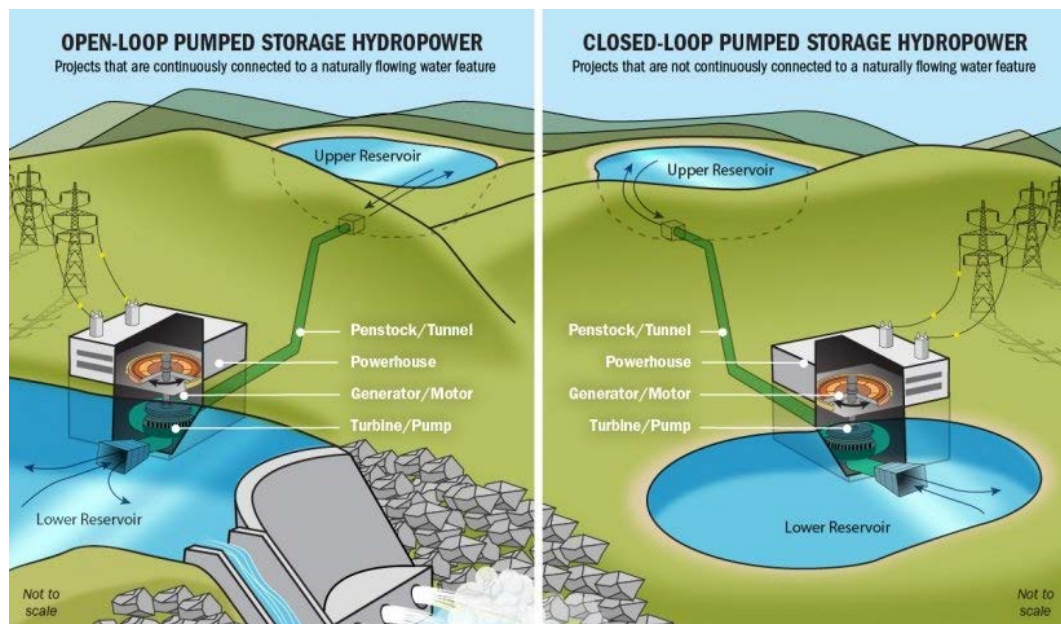 OPEN-LOOP PUMPED STORAGE HYDROPOWER
Projects that are continuously connected to a naturally flowing water feature
Upper Reservoir
Penstock/Tunnel
Powerhouse
Generator/Motor
Turbine/Pump
Lower Reservoir
Not to
scale
CLOSED-LOOP PUMPED STORAGE HYDROPOWER
Projects that are not continuously connected to a naturally flowing water feature
Upper Reservoir
Penstock/Tunnel
Powerhouse
Generator/Motor
Turbine/Pump
Lower Reservoir
Not to
scale